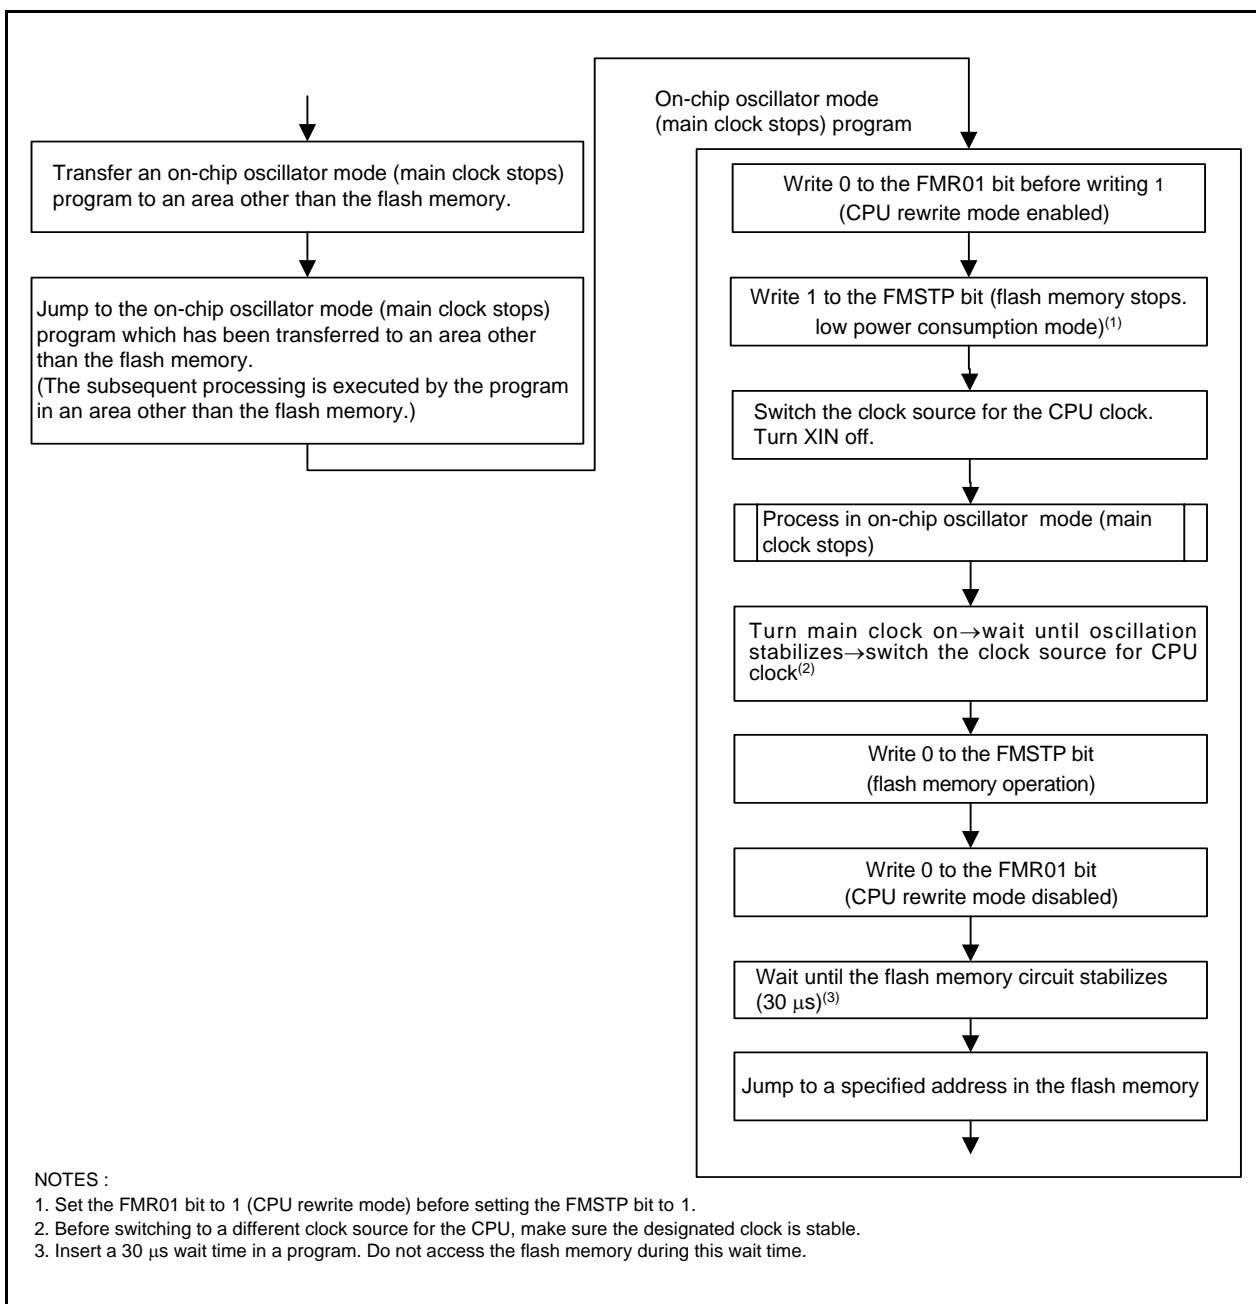 Transfer an on-chip oscillator mode (main clock stops)
program to an area other than the flash memory.
Jump to the on-chip oscillator mode (main clock stops)
program which has been transferred to an area other
than the flash memory.
(The subsequent processing is executed by the program
in an area other than the flash memory.)
On-chip oscillator mode
(main clock stops) program
Write 0 to the FMR01 bit before writing 1
(CPU rewrite mode enabled)
Write 1 to the FMSTP bit (flash memory stops.
low power consumption mode)(1)
Switch the clock source for the CPU clock.
Turn XIN off.
Process in on-chip oscillator mode (main
clock stops)
Turn main clock on→wait until oscillation
stabilizes→switch the clock source for CPU
clock(2)
Write 0 to the FMSTP bit
(flash memory operation)
Write 0 to the FMR01 bit
(CPU rewrite mode disabled)
Wait until the flash memory circuit stabilizes
(30 μs)(3)
Jump to a specified address in the flash memory
NOTES :
1. Set the FMR01 bit to 1 (CPU rewrite mode) before setting the FMSTP bit to 1.
2. Before switching to a different clock source for the CPU, make sure the designated clock is stable.
3. Insert a 30 μs wait time in a program. Do not access the flash memory during this wait time.